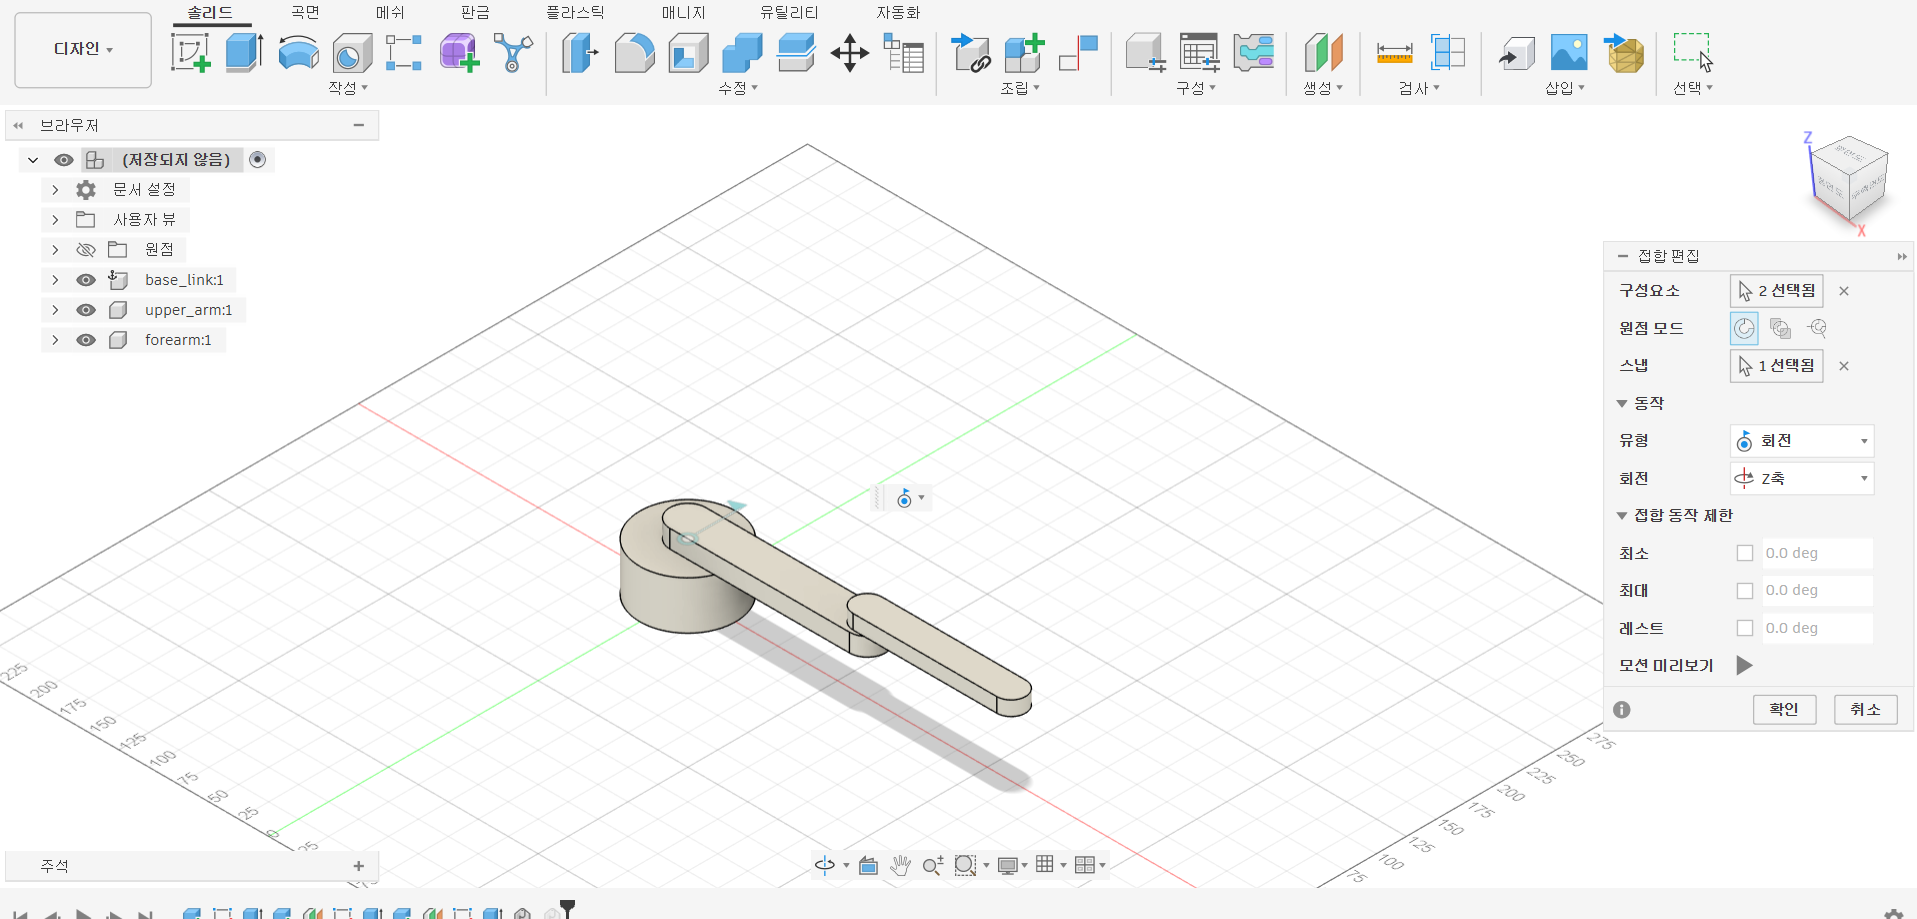 솔리드 곡면 메쉬 판금 플라스틱 매니지 유틸리티 자동화
디자인
작성 수정 조립 구성 생성 검사 삽입 선택
브라우저
(저장되지 않음)
문서 설정
사용자 뷰
원점
base_link:1
upper_arm:1
forearm:1
Z
X
접합 편집
구성요소 2 선택됨
원점 모드
스냅 1 선택됨
동작
유형 회전
회전 Z축
접합 동작 제한
최소 0.0 deg
최대 0.0 deg
레스트 0.0 deg
모션 미리보기
확인 취소
225
200
175
150
125
100
75
50
25
0
25
275
250
225
200
175
150
125
100
75
주석